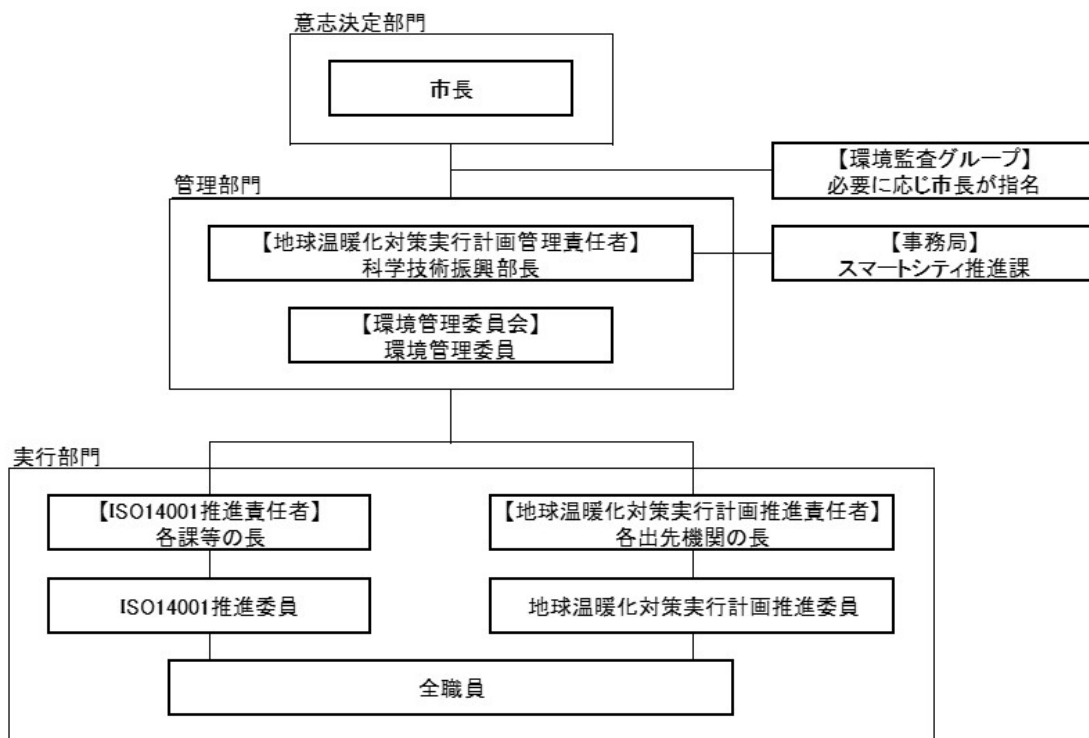 意志決定部門
市長
【環境監査グループ】
必要に応じ市長が指名
管理部門
【地球温暖化対策実行計画管理責任者】
科学技術振興部長
【事務局】
スマートシティ推進課
【環境管理委員会】
環境管理委員
実行部門
【ISO14001推進責任者】
各課等の長
【地球温暖化対策実行計画推進責任者】
各出先機関の長
ISO14001推進委員
地球温暖化対策実行計画推進委員
全職員